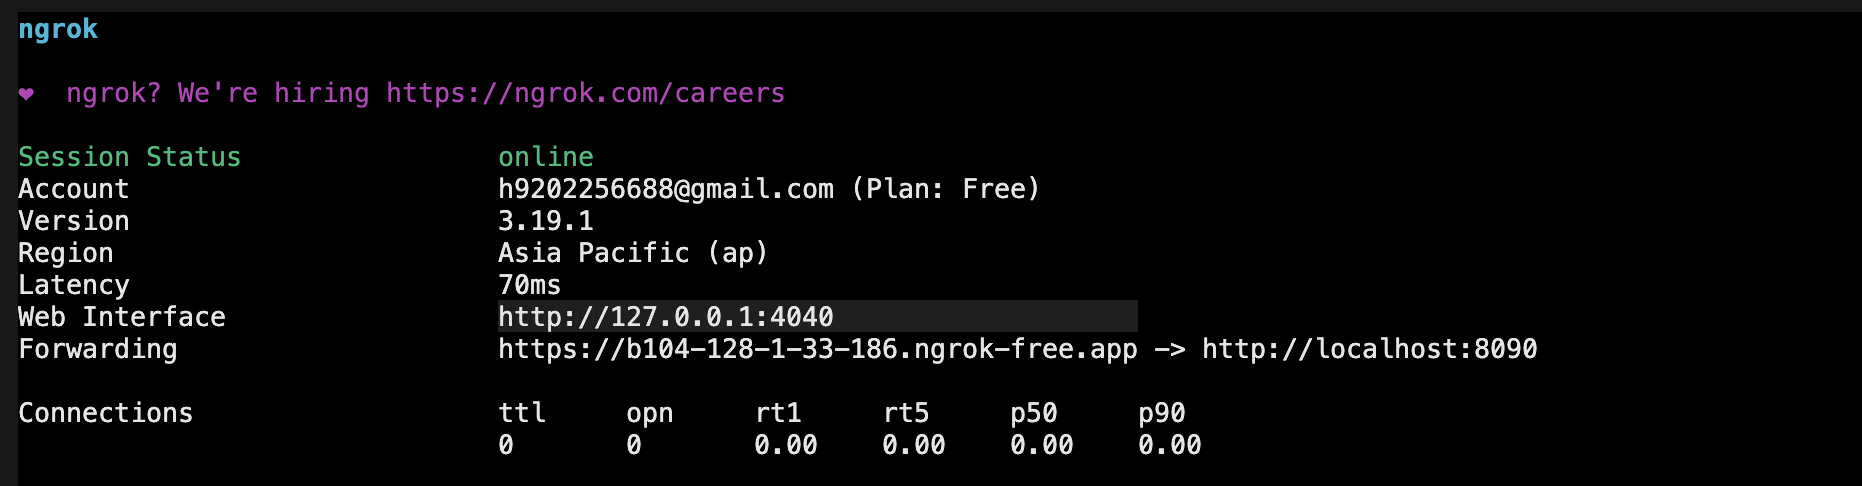 ngrok
❤ ngrok? We're hiring https://ngrok.com/careers
Session Status online
Account h9202256688@gmail.com (Plan: Free)
Version 3.19.1
Region Asia Pacific (ap)
Latency 70ms
Web Interface http://127.0.0.1:4040
Forwarding https://b104-128-1-33-186.ngrok-free.app -> http://localhost:8090
Connections ttl opn rt1 rt5 p50 p90
0 0 0.00 0.00 0.00 0.00